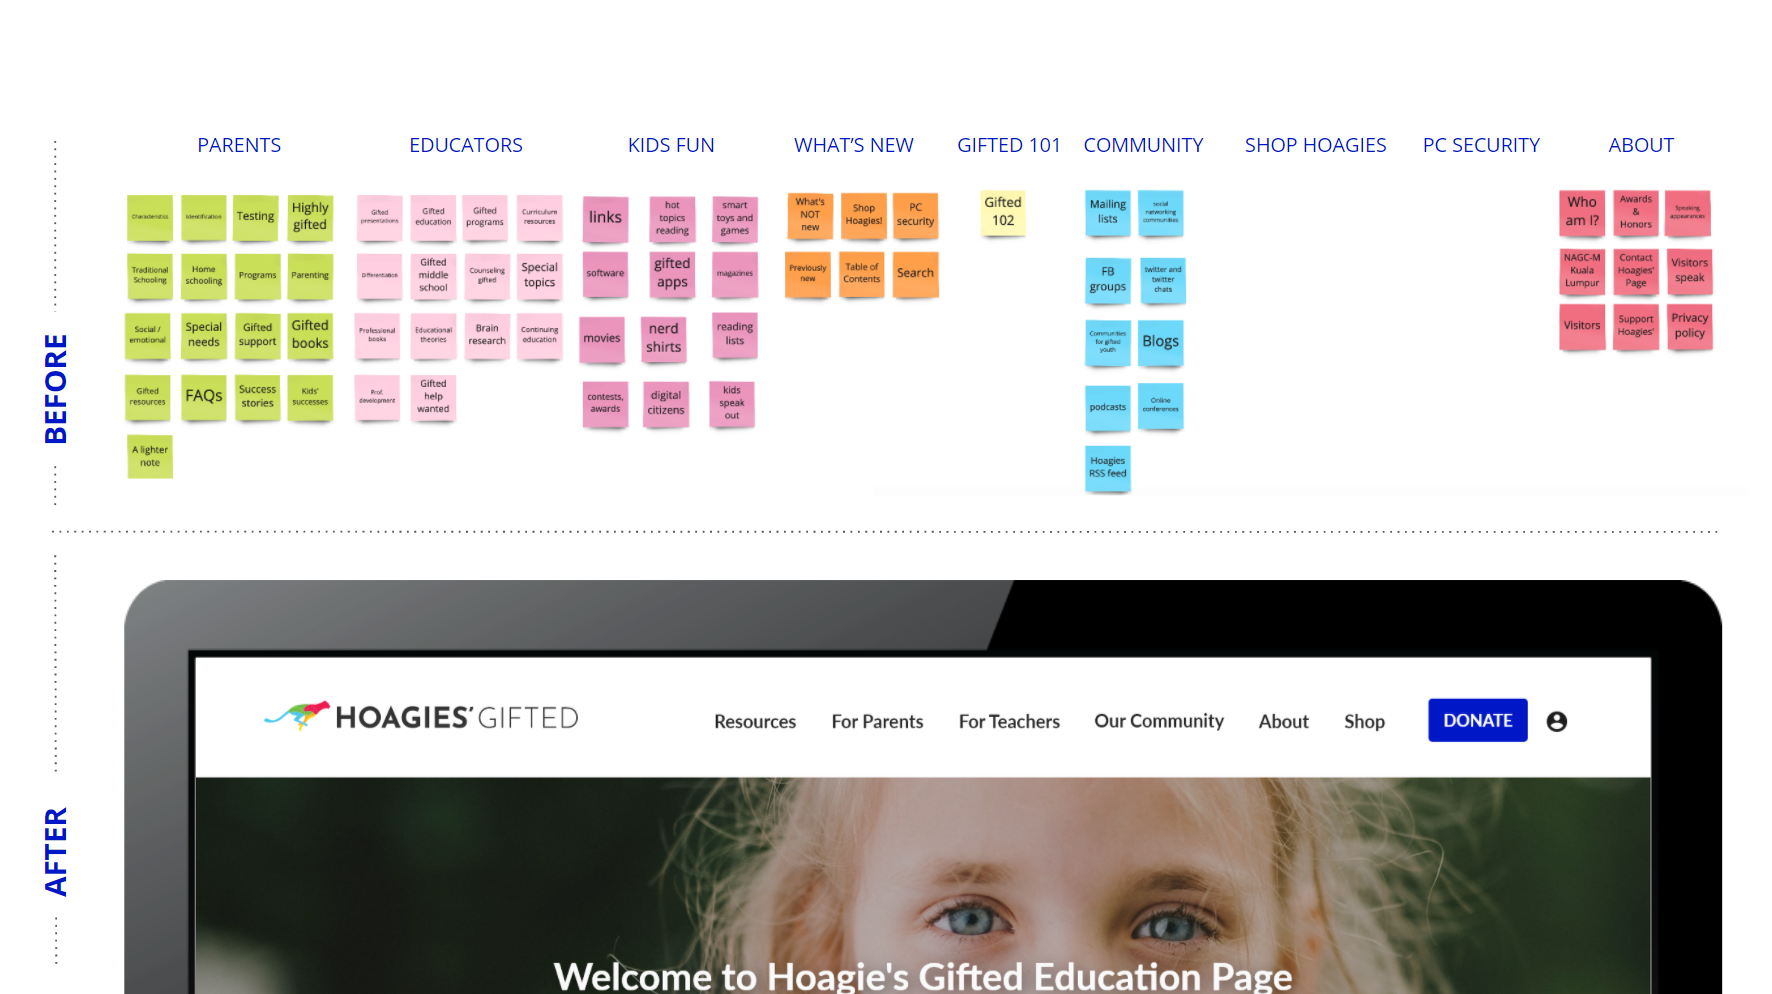 PARENTS
EDUCATORS
KIDS FUN
WHAT'S NEW
GIFTED 101
COMMUNITY
SHOP HOAGIES
PC SECURITY
ABOUT
BEFORE
Characteristics
Identification
Testing
Highly
gifted
Traditional
Schooling
Home
schooling
Programs
Parenting
Social /
emotional
Special
needs
Gifted
support
Gifted
books
Gifted
resources
FAQs
Success
stories
Kids'
successes
A lighter
note
Gifted
presentations
Gifted
education
Gifted
programs
Curriculum
resources
Differentiation
Gifted
middle
school
Counseling
gifted
Special
topics
Professional
books
Educational
theories
Brain
research
Continuing
education
Prof.
development
Gifted
help
wanted
links
hot
topics
reading
smart
toys and
games
software
gifted
apps
magazines
movies
nerd
shirts
reading
lists
contests,
awards
digital
citizens
kids
speak
out
What's
NOT
new
Shop
Hoagies!
PC
security
Previously
new
Table of
Contents
Search
Gifted
102
Mailing
lists
social
networking
communities
FB
groups
twitter and
twitter
chats
Communities
for gifted
youth
Blogs
podcasts
Online
conferences
Hoagies
RSS feed
Who
am I?
Awards
&
Honors
Speaking
appearances
NAGC-M
Kuala
Lumpur
Contact
Hoagies'
Page
Visitors
speak
Visitors
Support
Hoagies'
Privacy
policy
AFTER
HOAGIES' GIFTED
Resources
For Parents
For Teachers
Our Community
About
Shop
DONATE
Welcome to Hoagie's Gifted Education Page